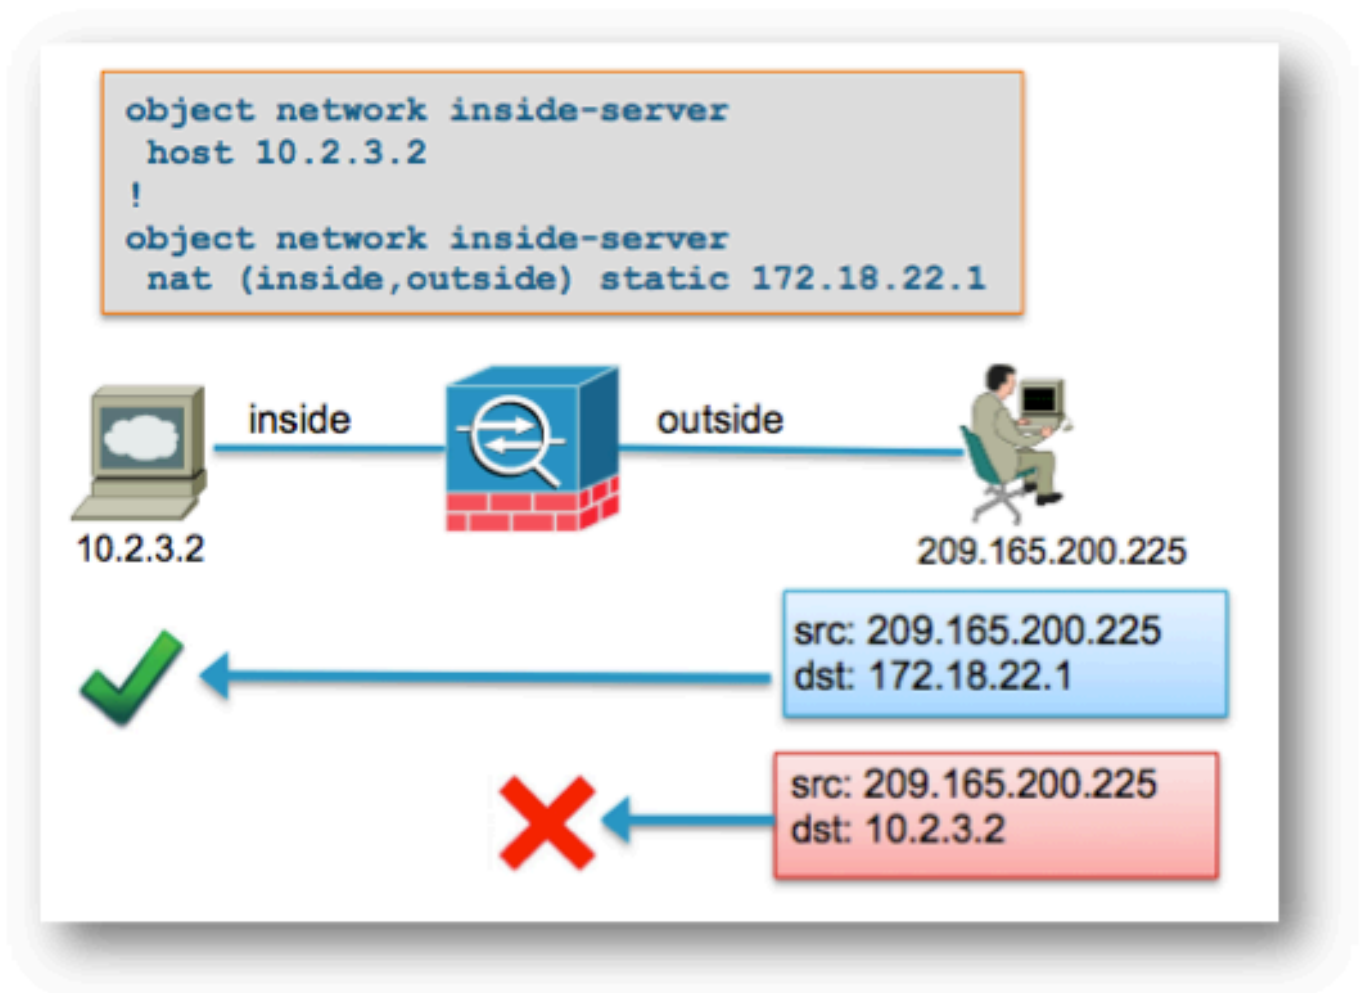 object network inside-server
host 10.2.3.2
!
object network inside-server
nat (inside,outside) static 172.18.22.1
inside
outside
10.2.3.2
209.165.200.225
src: 209.165.200.225
dst: 172.18.22.1
src: 209.165.200.225
dst: 10.2.3.2